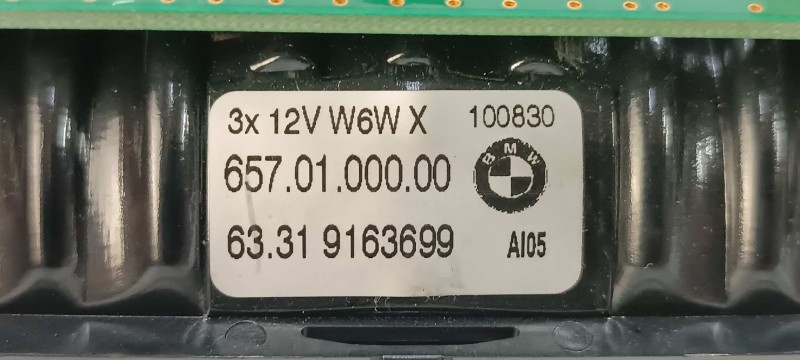 3x 12V W6W X 100830
657.01.000.00
BMW
63.31 9163699 AI05